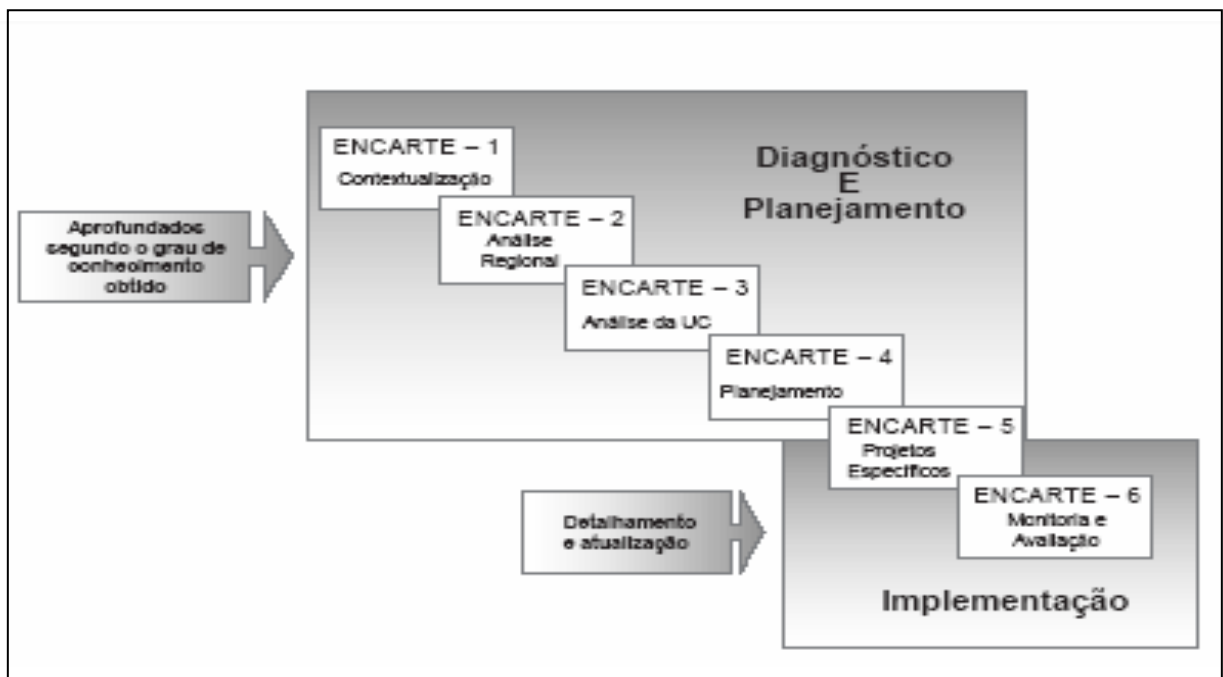 ENCARTE – 1
Contextualização
Diagnóstico
E
Planejamento
ENCARTE – 2
Análise
Regional
Aprofundados
segundo o grau de
conhecimento
obtido
ENCARTE – 3
Análise da UC
ENCARTE – 4
Planejamento
ENCARTE – 5
Projetos
Específicos
ENCARTE – 6
Monitoria e
Avaliação
Detalhamento
e atualização
Implementação